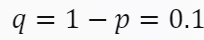 q = 1 − p = 0.1